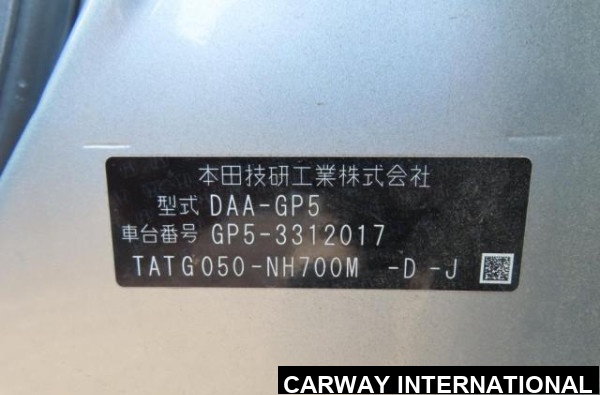 本田技研工業株式会社
型式 DAA-GP5
車台番号 GP5-3312017
TATG050-NH700M -D -J
CARWAY INTERNATIONAL